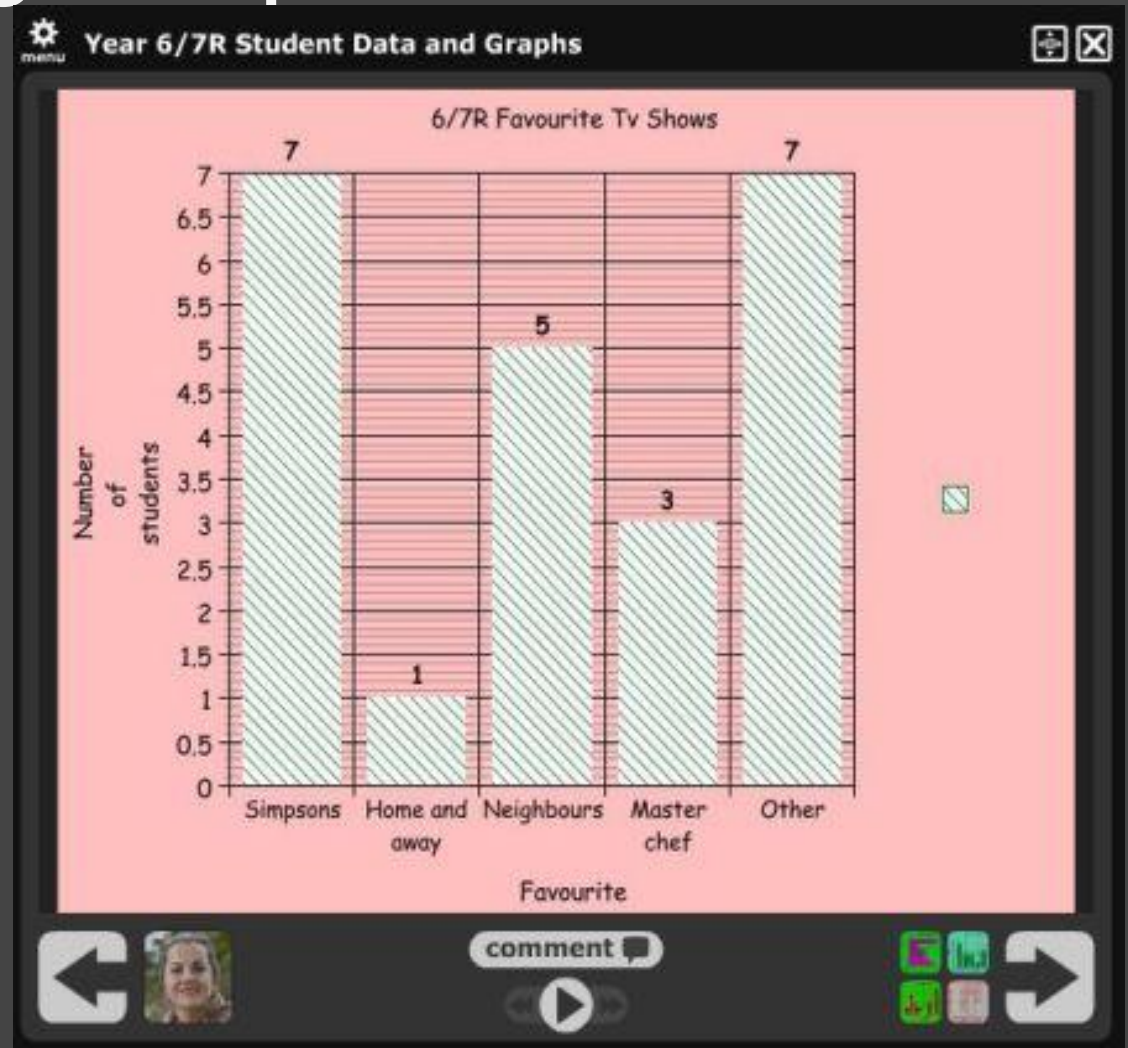 menu
Year 6/7R Student Data and Graphs
6/7R Favourite Tv Shows
7
7
7
6.5
6
5.5
5
5
4.5
4
3.5
3
3
2.5
2
1.5
1
1
0.5
0
Number
of
students
Simpsons Home and Neighbours Master Other
away chef
Favourite
comment